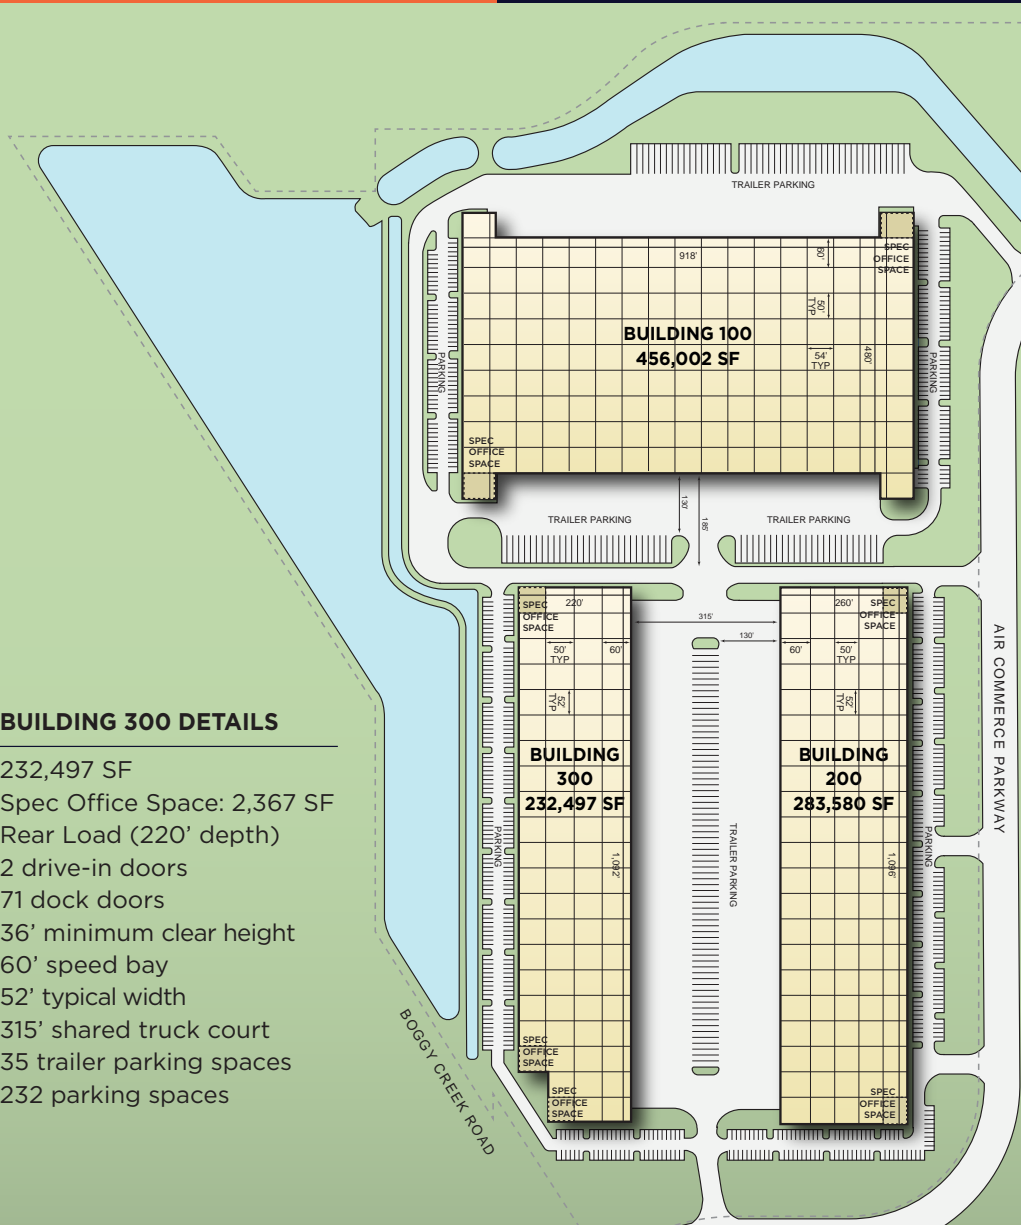 TRAILER PARKING
918'
60'
SPEC
OFFICE
SPACE
50'
TYP
BUILDING 100
456,002 SF
54'
TYP
480'
PARKING
PARKING
SPEC
OFFICE
SPACE
130'
185'
TRAILER PARKING
TRAILER PARKING
SPEC
OFFICE
SPACE
220'
50'
TYP
60'
52'
TYP
315'
130'
260'
SPEC
OFFICE
SPACE
60'
50'
TYP
52'
TYP
BUILDING
300
232,497 SF
BUILDING
200
283,580 SF
1,092'
1,096'
PARKING
TRAILER PARKING
PARKING
AIR COMMERCE PARKWAY
SPEC
OFFICE
SPACE
SPEC
OFFICE
SPACE
SPEC
OFFICE
SPACE
BOGGY CREEK ROAD
BUILDING 300 DETAILS
232,497 SF
Spec Office Space: 2,367 SF
Rear Load (220’ depth)
2 drive-in doors
71 dock doors
36’ minimum clear height
60’ speed bay
52’ typical width
315’ shared truck court
35 trailer parking spaces
232 parking spaces